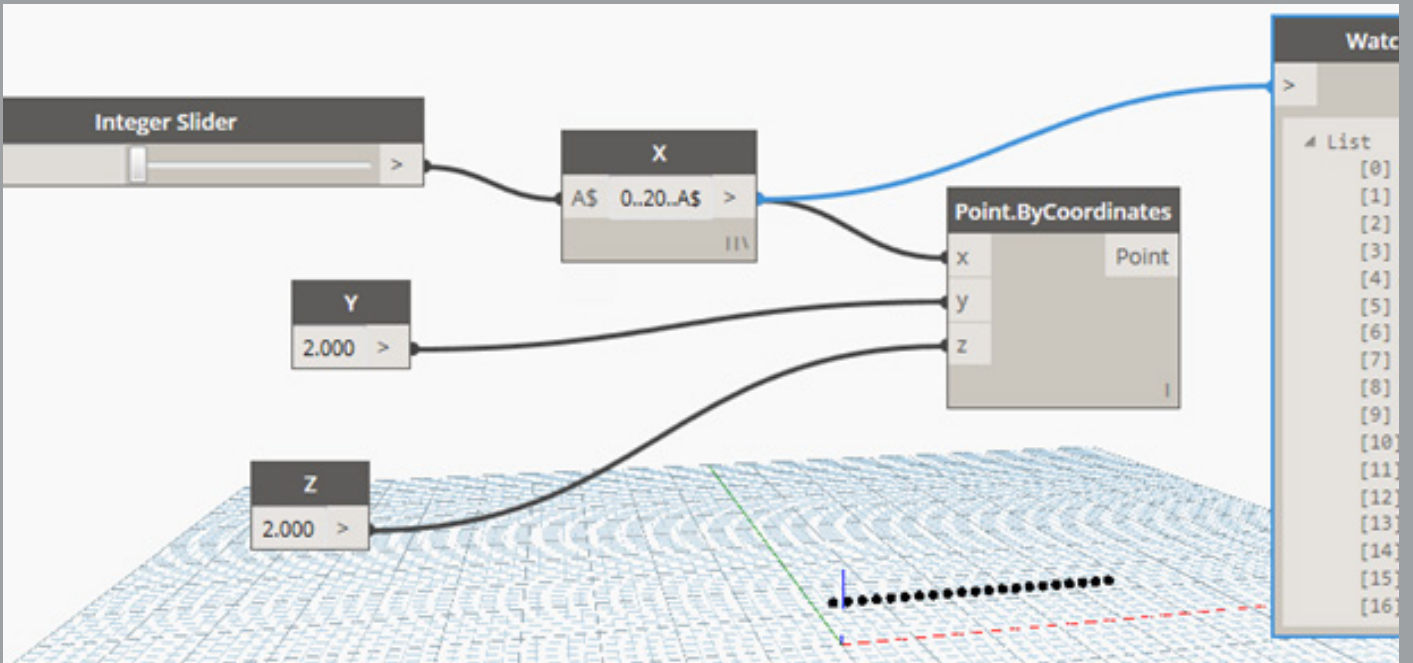 Integer Slider
>
X
A$ 0..20..A$ >
Y
2.000 >
Z
2.000 >
Point.ByCoordinates
x Point
y
z
Watc
>
List
[0]
[1]
[2]
[3]
[4]
[5]
[6]
[7]
[8]
[9]
[10]
[11]
[12]
[13]
[14]
[15]
[16]